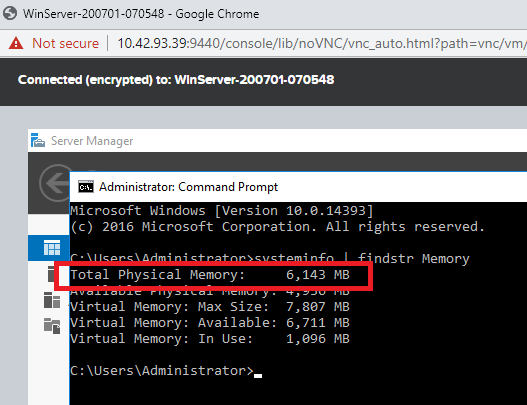 WinServer-200701-070548 - Google Chrome
Not secure | 10.42.93.39:9440/console/lib/noVNC/vnc_auto.html?path=vnc/vm/
Connected (encrypted) to: WinServer-200701-070548
Server Manager
Administrator: Command Prompt
Microsoft Windows [Version 10.0.14393]
(c) 2016 Microsoft Corporation. All rights reserved.
C:\Users\Administrator>systeminfo | findstr Memory
Total Physical Memory: 6,143 MB
Available Physical Memory: 4,956 MB
Virtual Memory: Max Size: 7,807 MB
Virtual Memory: Available: 6,711 MB
Virtual Memory: In Use: 1,096 MB
C:\Users\Administrator>